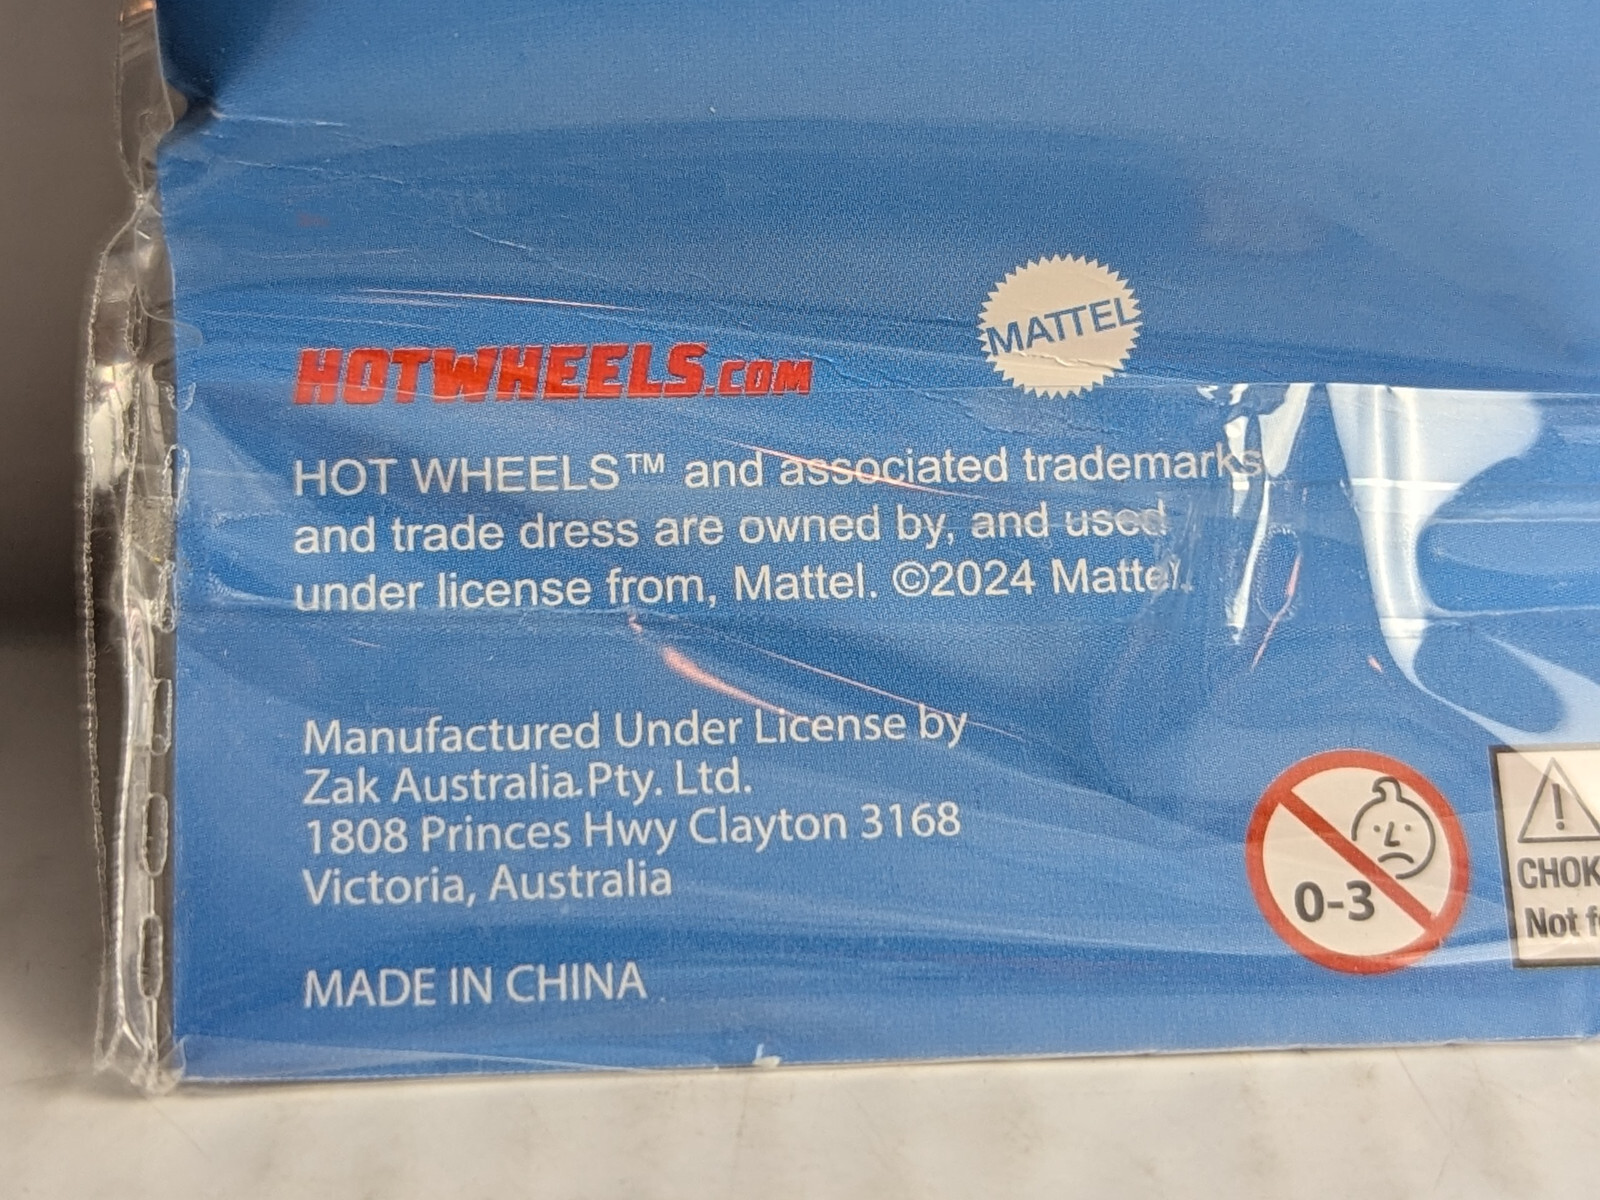 MATTEL
HOTWHEELS.COM
HOT WHEELS™ and associated trademarks
and trade dress are owned by, and used
under license from, Mattel. ©2024 Mattel.
Manufactured Under License by
Zak Australia Pty. Ltd.
1808 Princes Hwy Clayton 3168
Victoria, Australia
0-3
CHOK
Not f
MADE IN CHINA